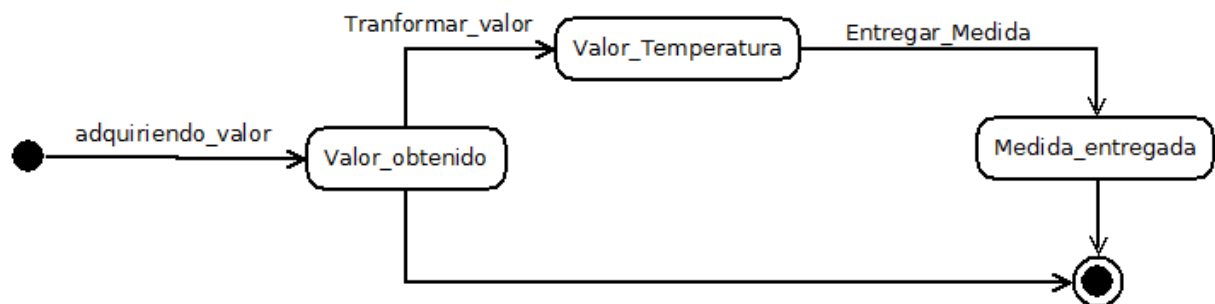 Tranformar_valor
Valor_Temperatura
Entregar_Medida
adquiriendo_valor
Valor_obtenido
Medida_entregada